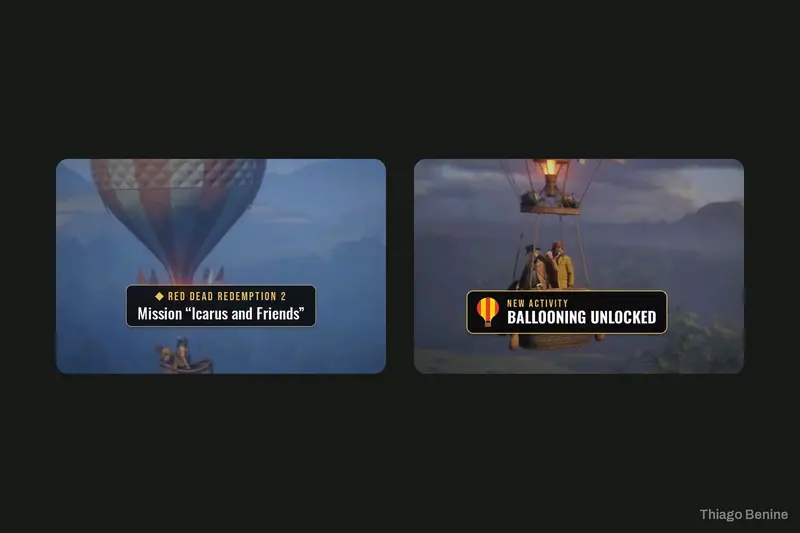 ◆ RED DEAD REDEMPTION 2
Mission “Icarus and Friends”
NEW ACTIVITY
BALLOONING UNLOCKED
Thiago Benine